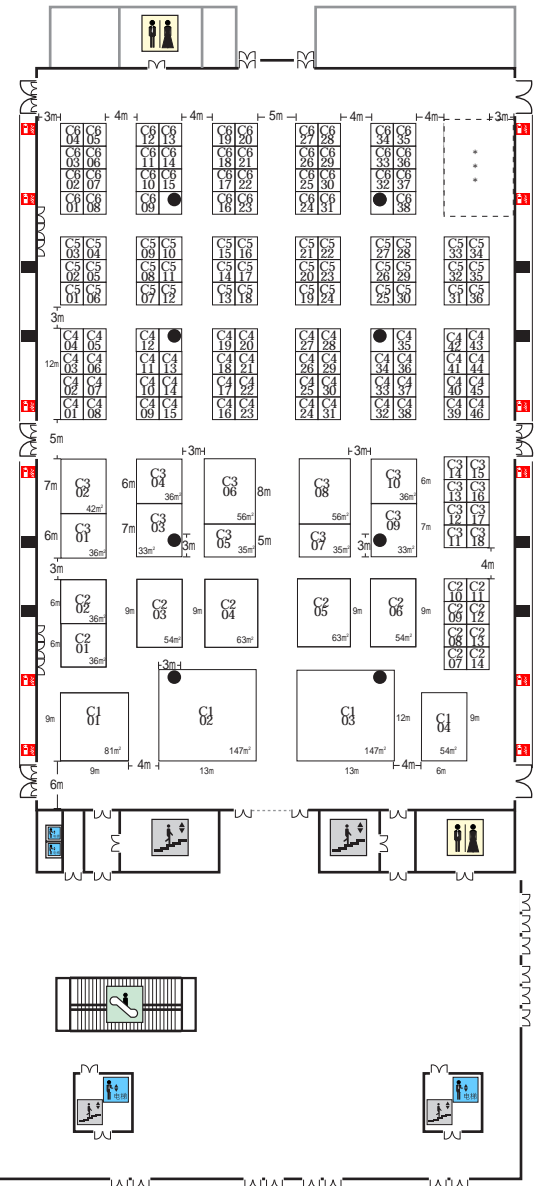 3m 4m 4m 5m 4m 4m 3m
C6 04 C6 05 C6 12 C6 13 C6 19 C6 20 C6 27 C6 28 C6 34 C6 35
C6 03 C6 06 C6 11 C6 14 C6 18 C6 21 C6 26 C6 29 C6 33 C6 36
C6 02 C6 07 C6 10 C6 15 C6 17 C6 22 C6 25 C6 30 C6 32 C6 37
C6 01 C6 08 C6 09 C6 16 C6 23 C6 24 C6 31 C6 38
* * *
C5 03 C5 04 C5 09 C5 10 C5 15 C5 16 C5 21 C5 22 C5 27 C5 28 C5 33 C5 34
C5 02 C5 05 C5 08 C5 11 C5 14 C5 17 C5 20 C5 23 C5 26 C5 29 C5 32 C5 35
C5 01 C5 06 C5 07 C5 12 C5 13 C5 18 C5 19 C5 24 C5 25 C5 30 C5 31 C5 36
3m
12m
C4 04 C4 05 C4 12 C4 19 C4 20 C4 27 C4 28 C4 35 C4 42 C4 43
C4 03 C4 06 C4 11 C4 13 C4 18 C4 21 C4 26 C4 29 C4 34 C4 36 C4 41 C4 44
C4 02 C4 07 C4 10 C4 14 C4 17 C4 22 C4 25 C4 30 C4 33 C4 37 C4 40 C4 45
C4 01 C4 08 C4 09 C4 15 C4 16 C4 23 C4 24 C4 31 C4 32 C4 38 C4 39 C4 46
5m 3m 3m
7m C3 02 42m² 6m C3 04 36m² C3 06 56m² 8m C3 08 56m² C3 10 36m² 6m
C3 14 C3 15
C3 13 C3 16
C3 12 C3 17
C3 11 C3 18
6m C3 01 36m² 7m C3 03 33m² 3m C3 05 35m² 5m C3 07 35m² 3m C3 09 33m² 7m
3m 4m
6m C2 02 36m² 9m C2 03 54m² 9m C2 04 63m² C2 05 63m² 9m C2 06 54m² 9m
6m C2 01 36m²
C2 10 C2 11
C2 09 C2 12
C2 08 C2 13
C2 07 C2 14
3m
9m C1 01 81m² C1 02 147m² C1 03 147m² 12m C1 04 54m² 9m
9m 4m 13m 13m 4m 6m
6m
电梯 电梯